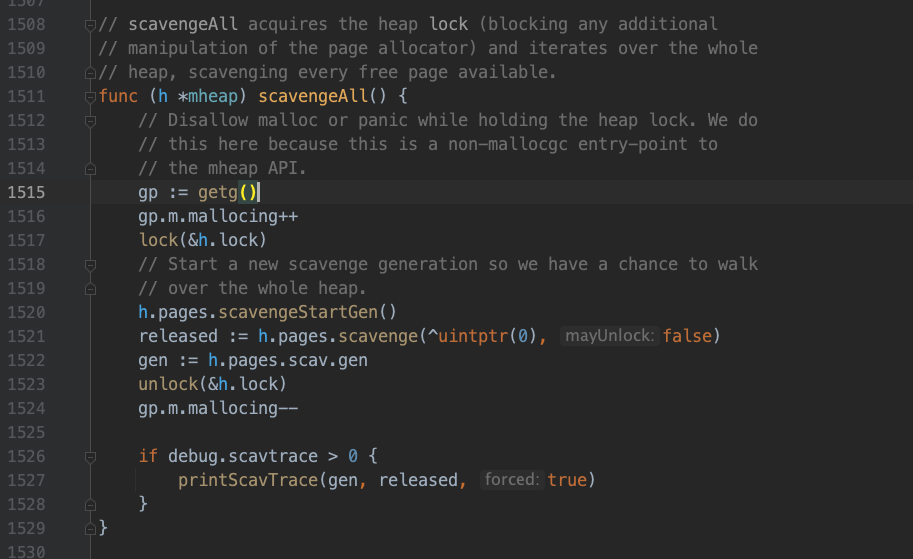 1507
1508 // scavengeAll acquires the heap lock (blocking any additional
1509 // manipulation of the page allocator) and iterates over the whole
1510 // heap, scavenging every free page available.
1511 func (h *mheap) scavengeAll() {
1512     // Disallow malloc or panic while holding the heap lock. We do
1513     // this here because this is a non-mallocgc entry-point to
1514     // the mheap API.
1515     gp := getg()
1516     gp.m.mallocing++
1517     lock(&h.lock)
1518     // Start a new scavenge generation so we have a chance to walk
1519     // over the whole heap.
1520     h.pages.scavengeStartGen()
1521     released := h.pages.scavenge(^uintptr(0), mayUnlock: false)
1522     gen := h.pages.scav.gen
1523     unlock(&h.lock)
1524     gp.m.mallocing--
1525
1526     if debug.scavtrace > 0 {
1527         printScavTrace(gen, released, forced: true)
1528     }
1529 }
1530